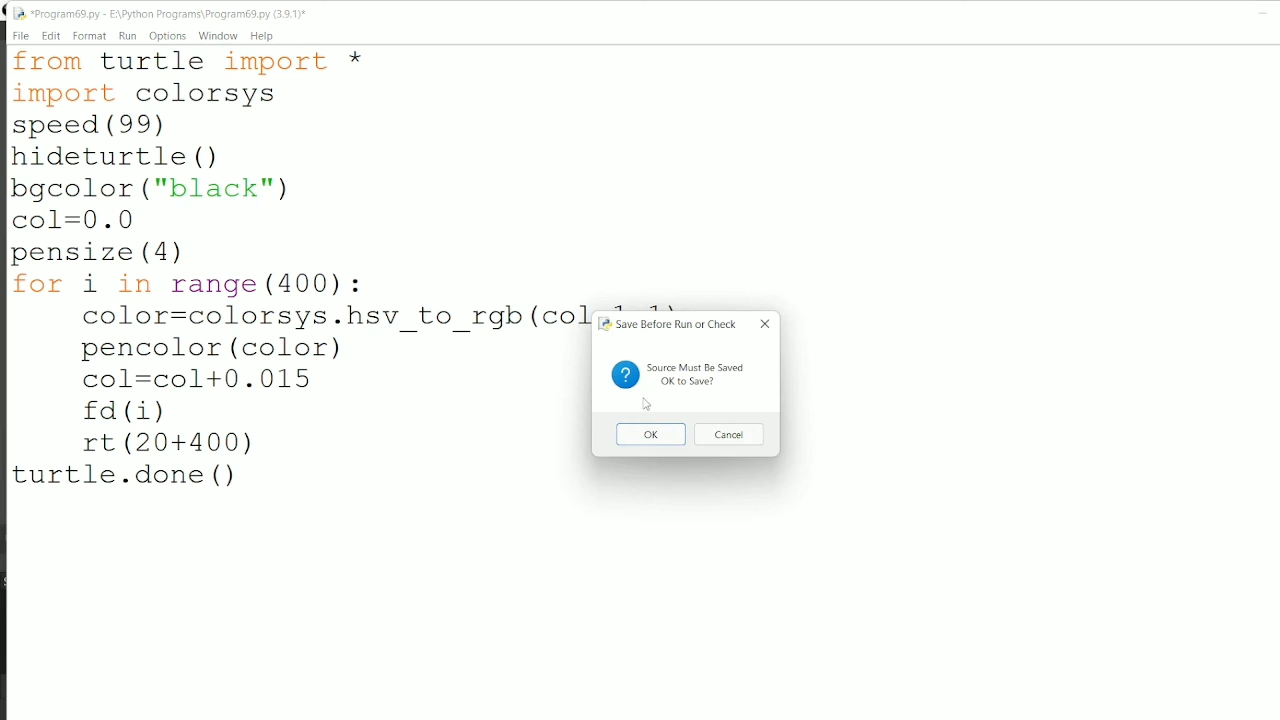 *Program69.py - E:\Python Programs\Program69.py (3.9.1)*
File Edit Format Run Options Window Help
from turtle import *
import colorsys
speed(99)
hideturtle()
bgcolor("black")
col=0.0
pensize(4)
for i in range(400):
color=colorsys.hsv_to_rgb(col
pencolor(color)
col=col+0.015
fd(i)
rt(20+400)
turtle.done()
Save Before Run or Check
Source Must Be Saved
OK to Save?
OK Cancel